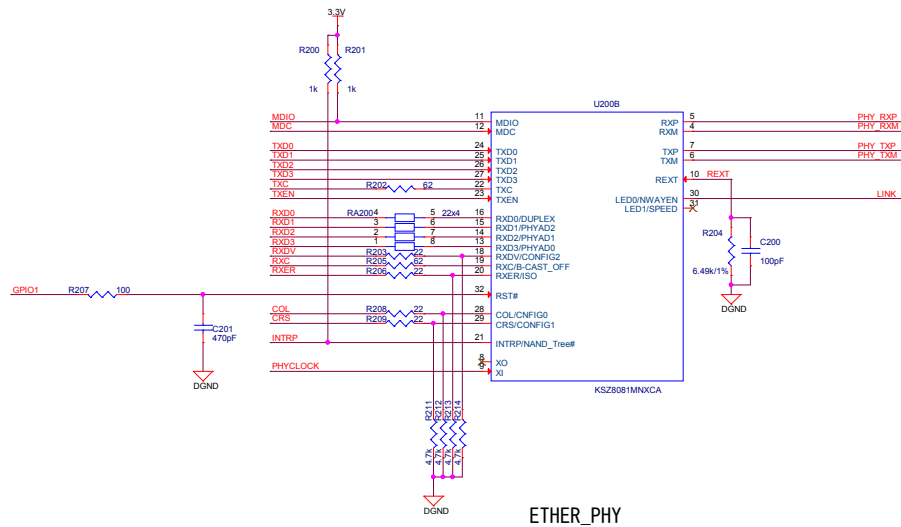 3.3V
R200 R201
1k 1k
U200B
MDIO 11 MDIO RXP 5 PHY_RXP
MDC 12 MDC RXM 4 PHY_RXM
TXD0 24 TXD0 TXP 7 PHY_TXP
TXD1 25 TXD1 TXM 6 PHY_TXM
TXD2 26 TXD2
TXD3 27 TXD3 REXT 10 REXT
TXC R202 62 22 TXC
TXEN 23 TXEN LED0/NWAYEN 30 LINK
LED1/SPEED 31
RXD0 RA200 4 5 22x4 16 RXD0/DUPLEX
RXD1 3 6 15 RXD1/PHYAD2
RXD2 2 7 14 RXD2/PHYAD1
RXD3 1 8 13 RXD3/PHYAD0
RXDV R203 22 18 RXDV/CONFIG2
RXC R205 62 19 RXC/B-CAST_OFF
RXER R206 22 20 RXER/ISO
R204 C200
6.49k/1% 100pF
DGND
GPIO1 R207 100 32 RST#
COL R208 22 28 COL/CNFIG0
CRS R209 22 29 CRS/CONFIG1
C201
470pF
INTRP 21 INTRP/NAND_Tree#
8 XO
PHYCLOCK 9 XI
DGND
KSZ8081MNXCA
R211 R212 R213 R214
4.7k 4.7k 4.7k 4.7k
DGND
ETHER_PHY